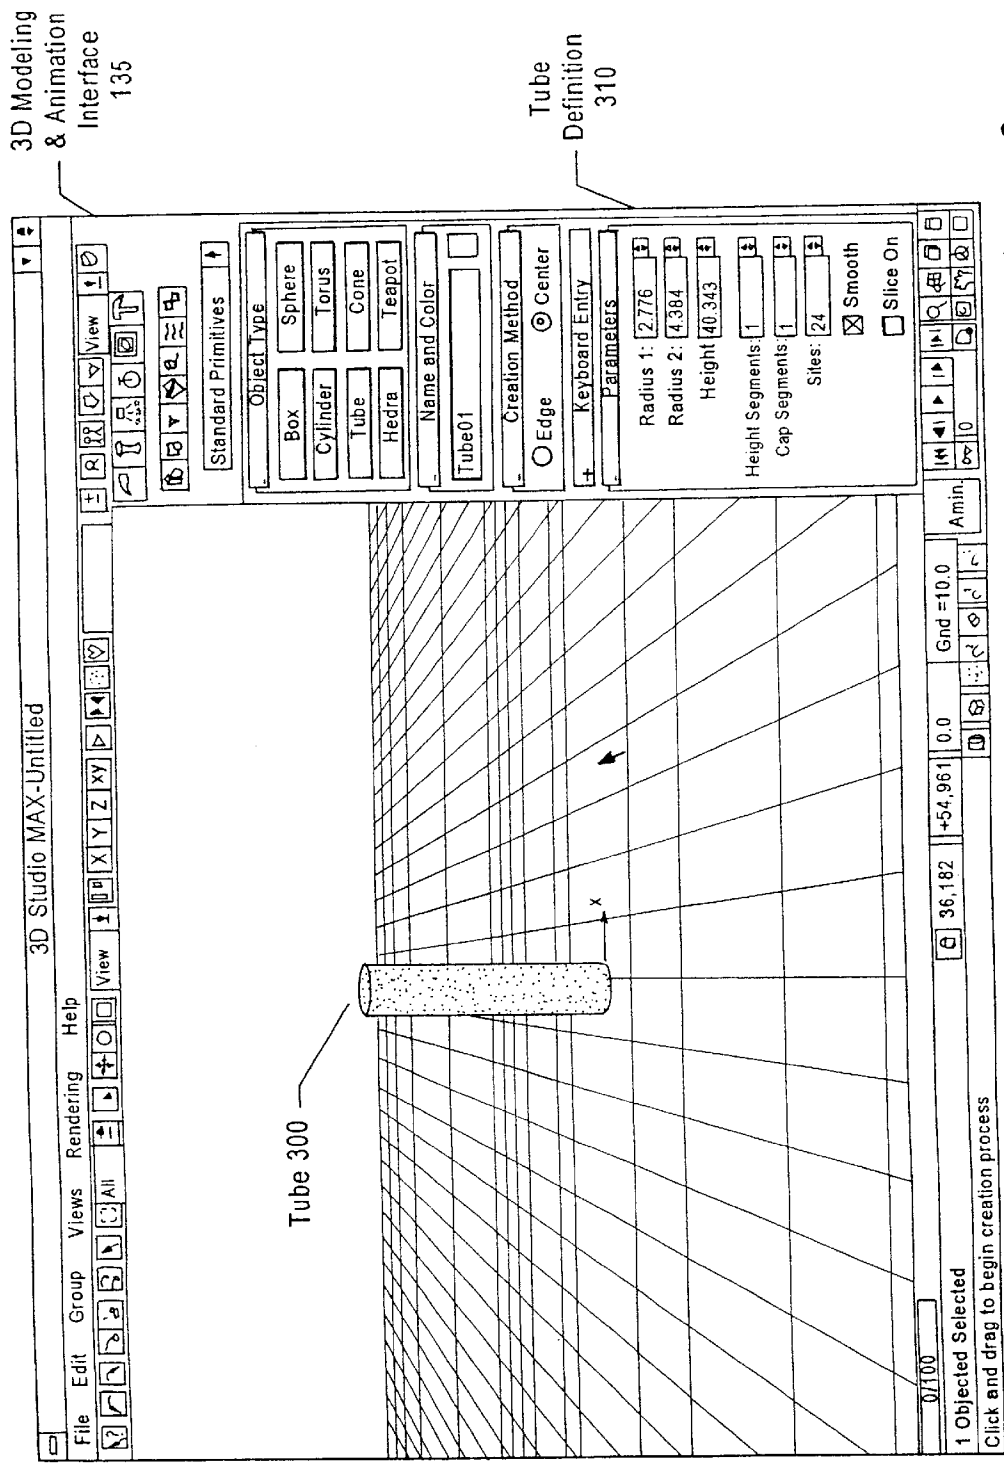 3D Modeling
& Animation
Interface
135
3D Studio MAX-Untitled
File Edit Group Views Rendering Help
All View X Y Z xy View
Standard Primitives
Object Type
Box Sphere
Cylinder Torus
Tube Cone
Hedra Teapot
Name and Color
Tube01
Creation Method
Edge Center
+ Keyboard Entry
- Parameters
Radius 1: 2.776
Radius 2: 4.384
Height 40.343
Height Segments: 1
Cap Segments: 1
Sites: 24
Smooth
Slice On
Tube
Definition
310
Tube 300
x
0/100
1 Objected Selected
36,182 +54,961 0.0 Gnd =10.0
Amin.
0
Click and drag to begin creation process